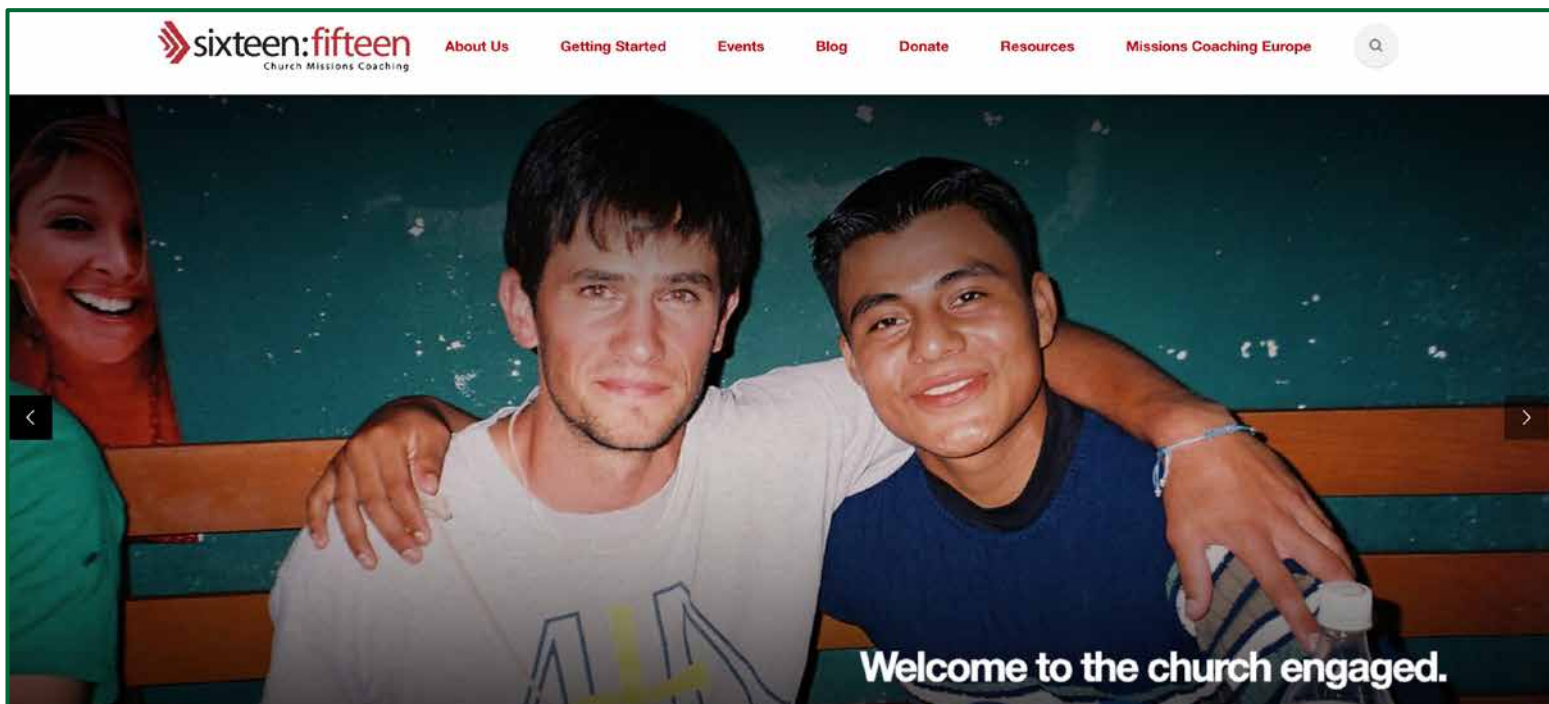 sixteen:fifteen
Church Missions Coaching
About Us Getting Started Events Blog Donate Resources Missions Coaching Europe
Welcome to the church engaged.